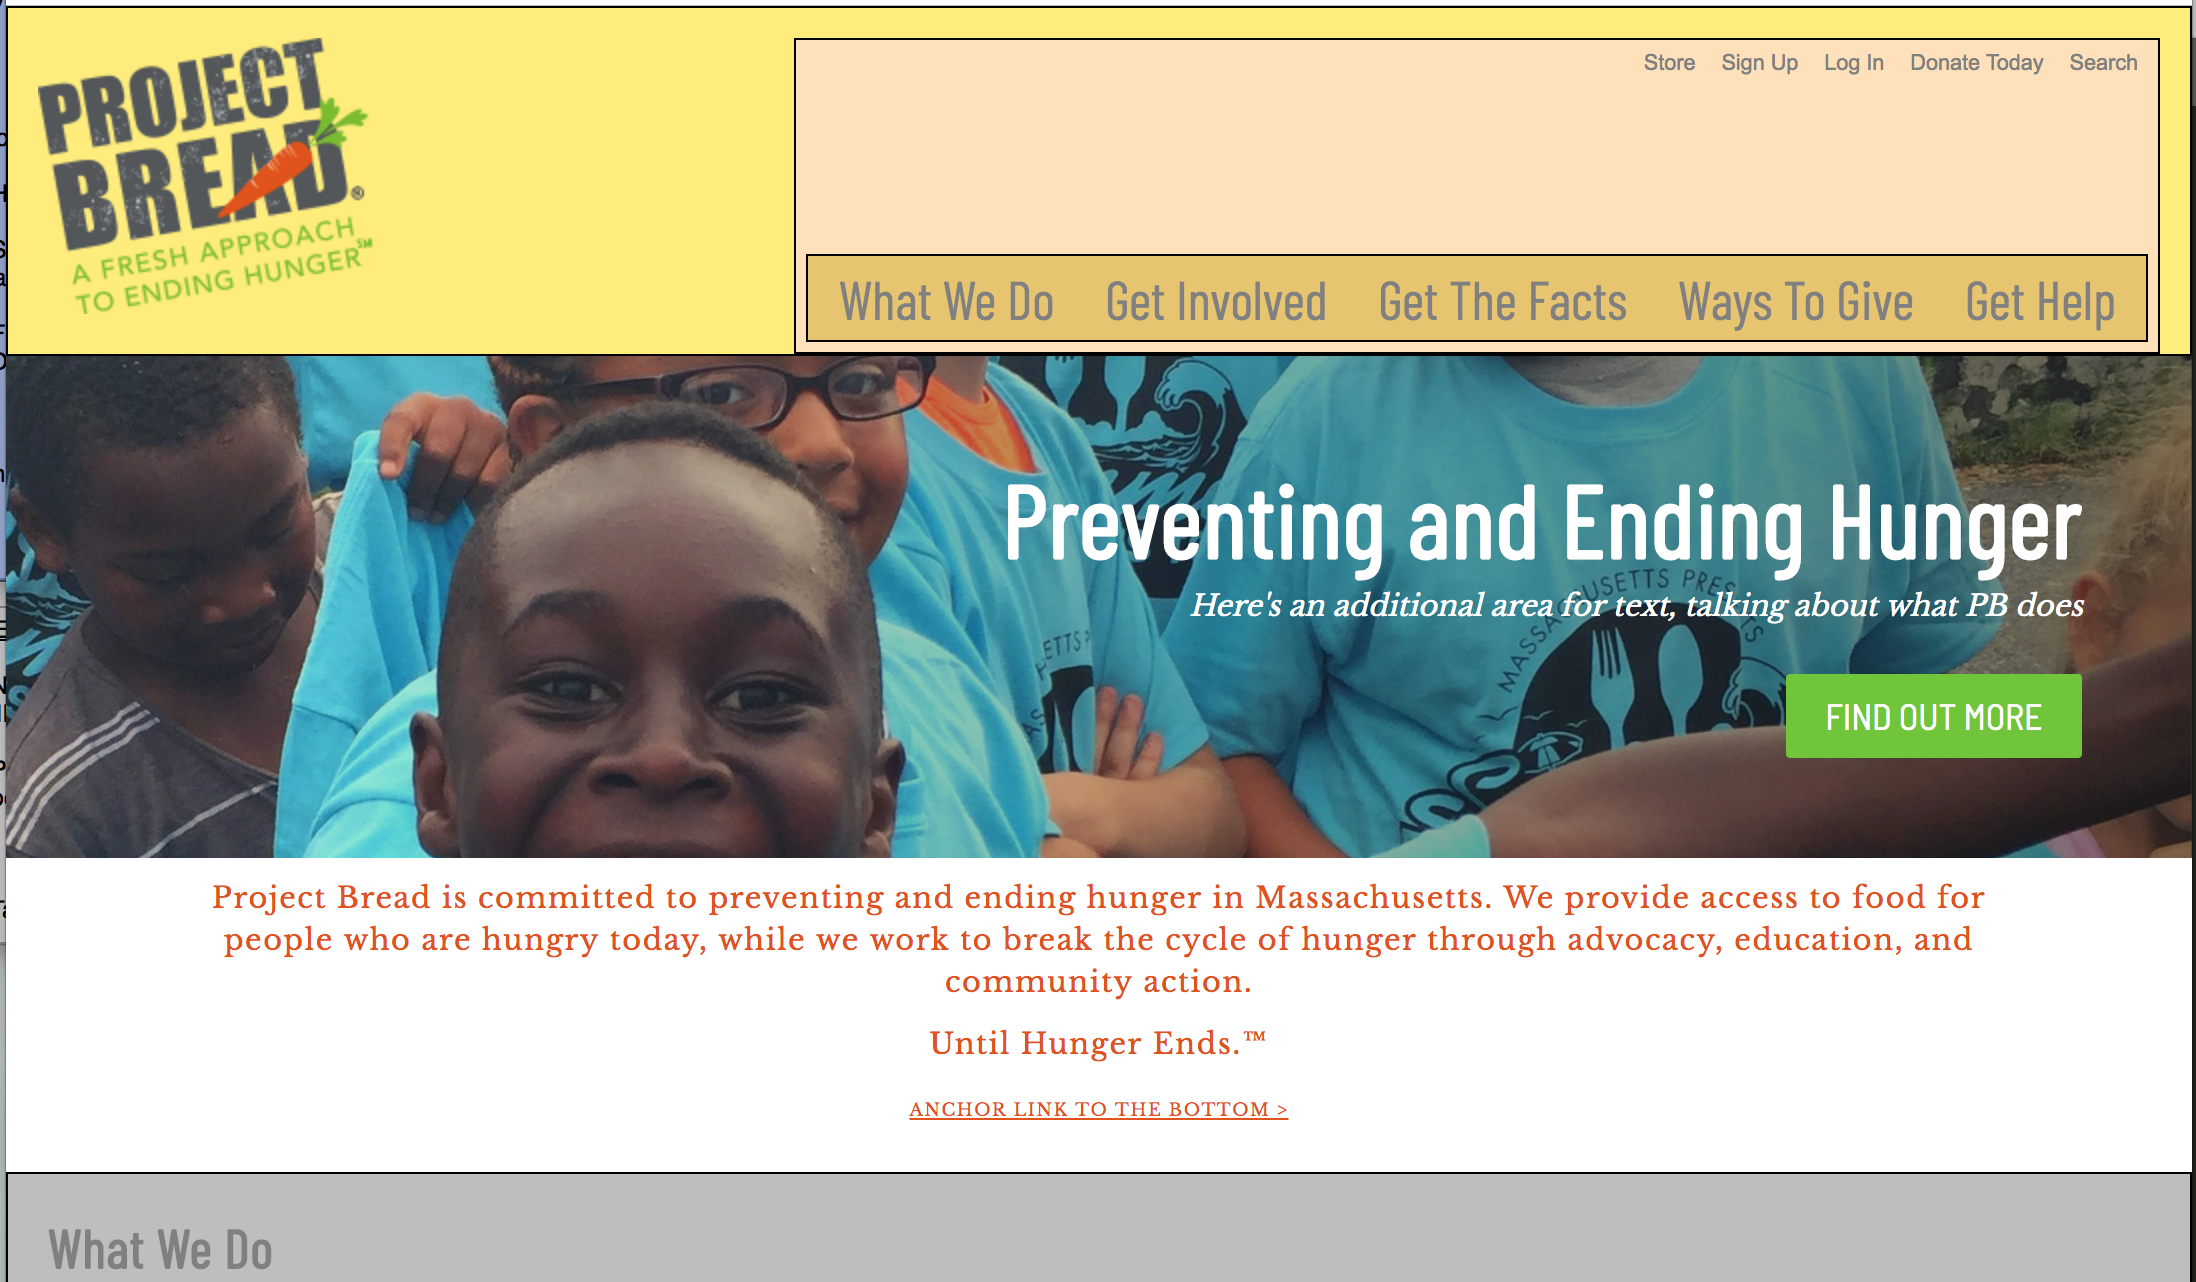 PROJECT
BREAD®
A FRESH APPROACH
TO ENDING HUNGER℠
Store Sign Up Log In Donate Today Search
What We Do Get Involved Get The Facts Ways To Give Get Help
Preventing and Ending Hunger
Here's an additional area for text, talking about what PB does
FIND OUT MORE
Project Bread is committed to preventing and ending hunger in Massachusetts. We provide access to food for
people who are hungry today, while we work to break the cycle of hunger through advocacy, education, and
community action.
Until Hunger Ends.™
ANCHOR LINK TO THE BOTTOM >
What We Do